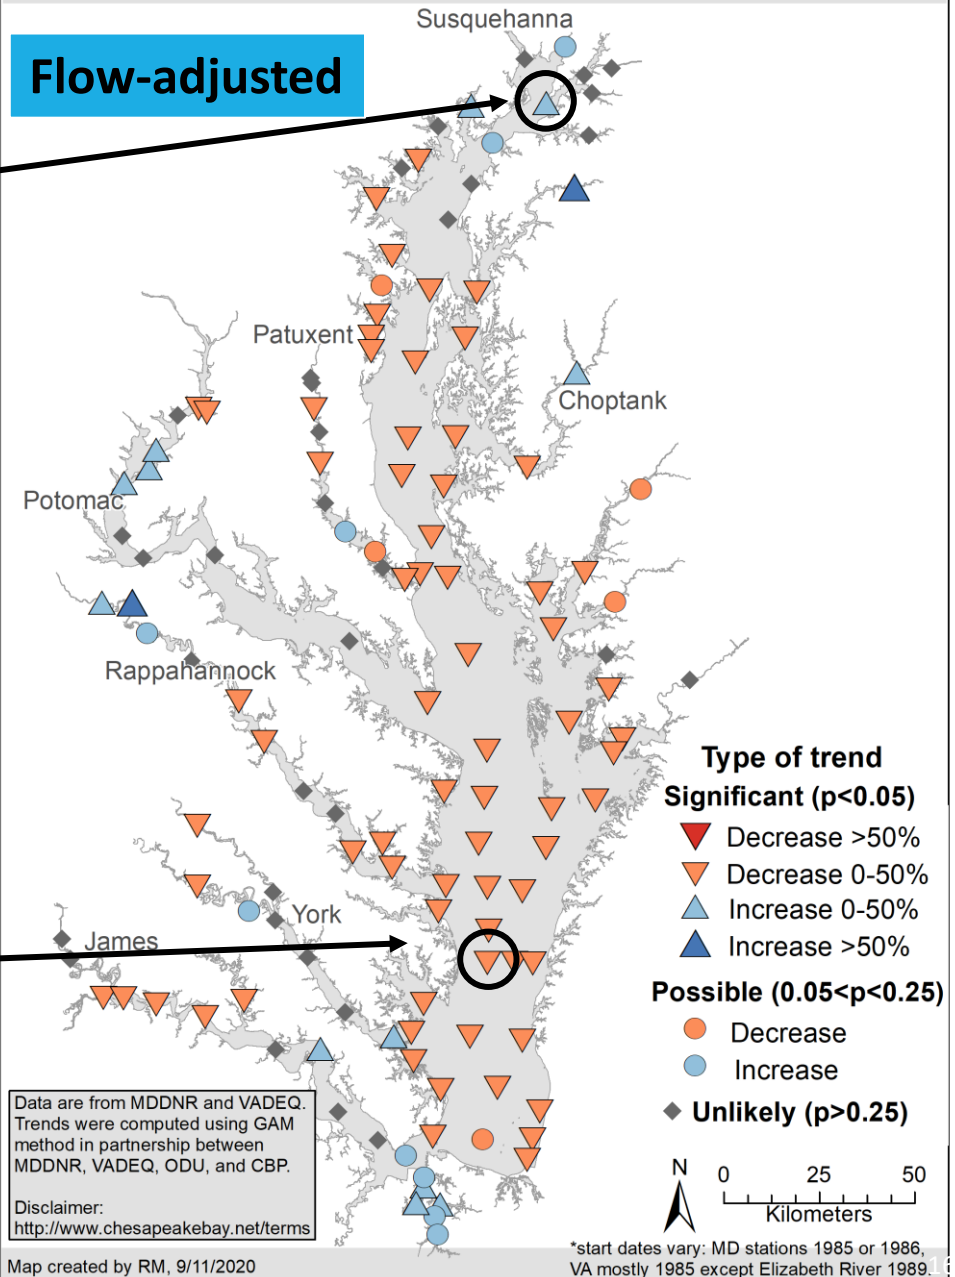 Susquehanna
Flow-adjusted
Patuxent
Choptank
Potomac
Rappahannock
York
James
Type of trend
Significant (p<0.05)
Decrease >50%
Decrease 0-50%
Increase 0-50%
Increase >50%
Possible (0.05<p<0.25)
Decrease
Increase
Unlikely (p>0.25)
Data are from MDDNR and VADEQ.
Trends were computed using GAM
method in partnership between
MDDNR, VADEQ, ODU, and CBP.
Disclaimer:
http://www.chesapeakebay.net/terms
N
0 25 50
Kilometers
*start dates vary: MD stations 1985 or 1986,
VA mostly 1985 except Elizabeth River 1989.
Map created by RM, 9/11/2020